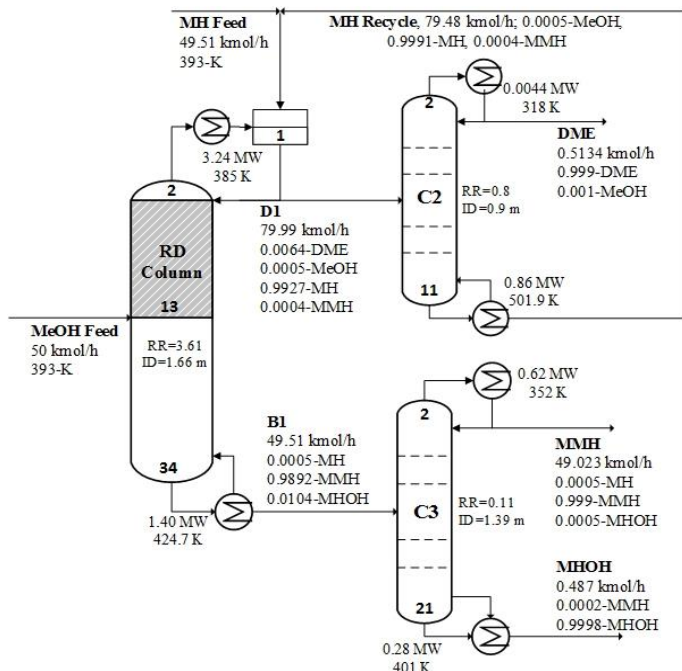 MH Feed
49.51 kmol/h
393-K
MH Recycle, 79.48 kmol/h; 0.0005-MeOH,
0.9991-MH, 0.0004-MMH
1
3.24 MW
385 K
2
RD
Column
13
MeOH Feed
50 kmol/h
393-K
RR=3.61
ID=1.66 m
34
1.40 MW
424.7 K
D1
79.99 kmol/h
0.0064-DME
0.0005-MeOH
0.9927-MH
0.0004-MMH
2
C2
11
RR=0.8
ID=0.9 m
0.0044 MW
318 K
DME
0.5134 kmol/h
0.999-DME
0.001-MeOH
0.86 MW
501.9 K
B1
49.51 kmol/h
0.0005-MH
0.9892-MMH
0.0104-MHOH
2
C3
21
RR=0.11
ID=1.39 m
0.62 MW
352 K
MMH
49.023 kmol/h
0.0005-MH
0.999-MMH
0.0005-MHOH
MHOH
0.487 kmol/h
0.0002-MMH
0.9998-MHOH
0.28 MW
401 K